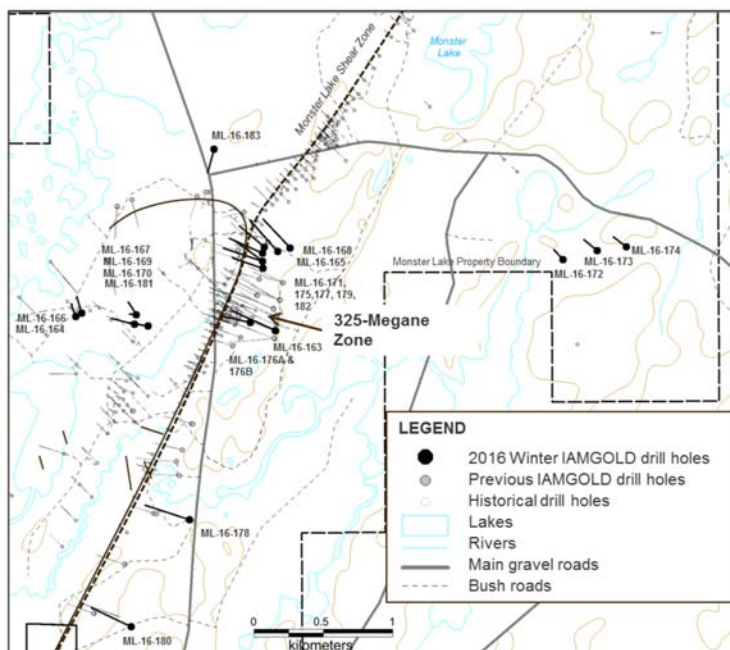 Monster
Lake
Monster Lake Shear Zone
ML-16-183
ML-16-167
ML-16-169
ML-16-170
ML-16-181
ML-16-168
ML-16-165
ML-16-174
ML-16-173
ML-16-172
Monster Lake Property Boundary
ML-16-171,
175,177, 179,
182
ML-16-166
ML-16-164
325-Megane
Zone
ML-16-163
ML-16-176A &
176B
LEGEND
2016 Winter IAMGOLD drill holes
Previous IAMGOLD drill holes
Historical drill holes
Lakes
Rivers
Main gravel roads
Bush roads
ML-16-178
ML-16-180
0 0.5 1
kilometers